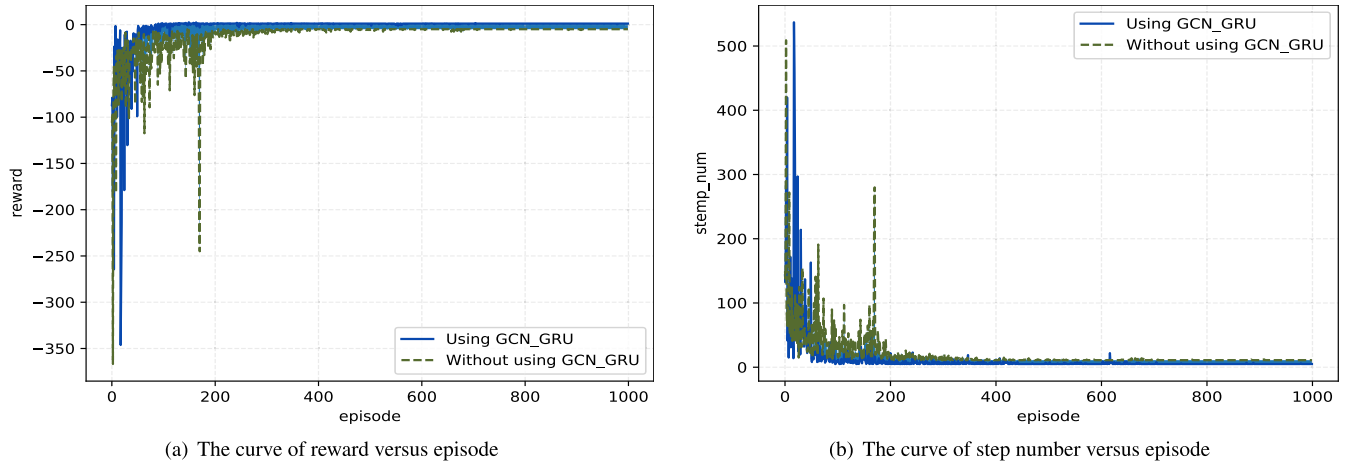 0
−50
−100
−150
−200
−250
−300
−350
reward
Using GCN_GRU
Without using GCN_GRU
0 200 400 600 800 1000
episode
(a) The curve of reward versus episode
500
400
300
200
100
0
stemp_num
Using GCN_GRU
Without using GCN_GRU
0 200 400 600 800 1000
episode
(b) The curve of step number versus episode